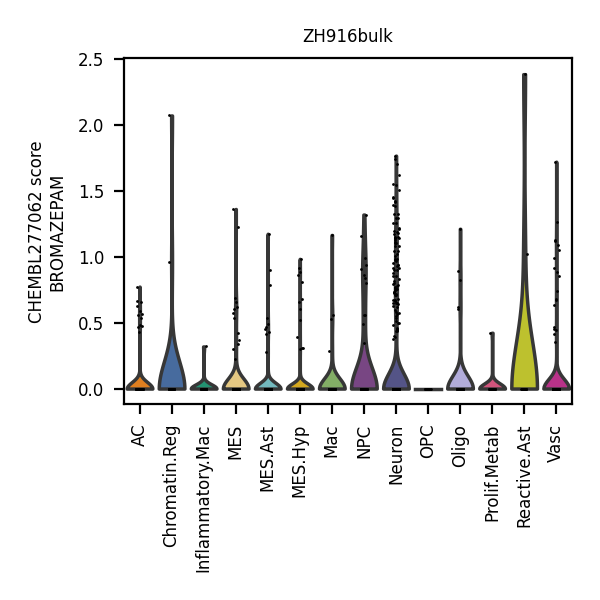 ZH916bulk
CHEMBL277062 score
BROMAZEPAM
2.5
2.0
1.5
1.0
0.5
0.0
AC
Chromatin.Reg
Inflammatory.Mac
MES
MES.Ast
MES.Hyp
Mac
NPC
Neuron
OPC
Oligo
Prolif.Metab
Reactive.Ast
Vasc